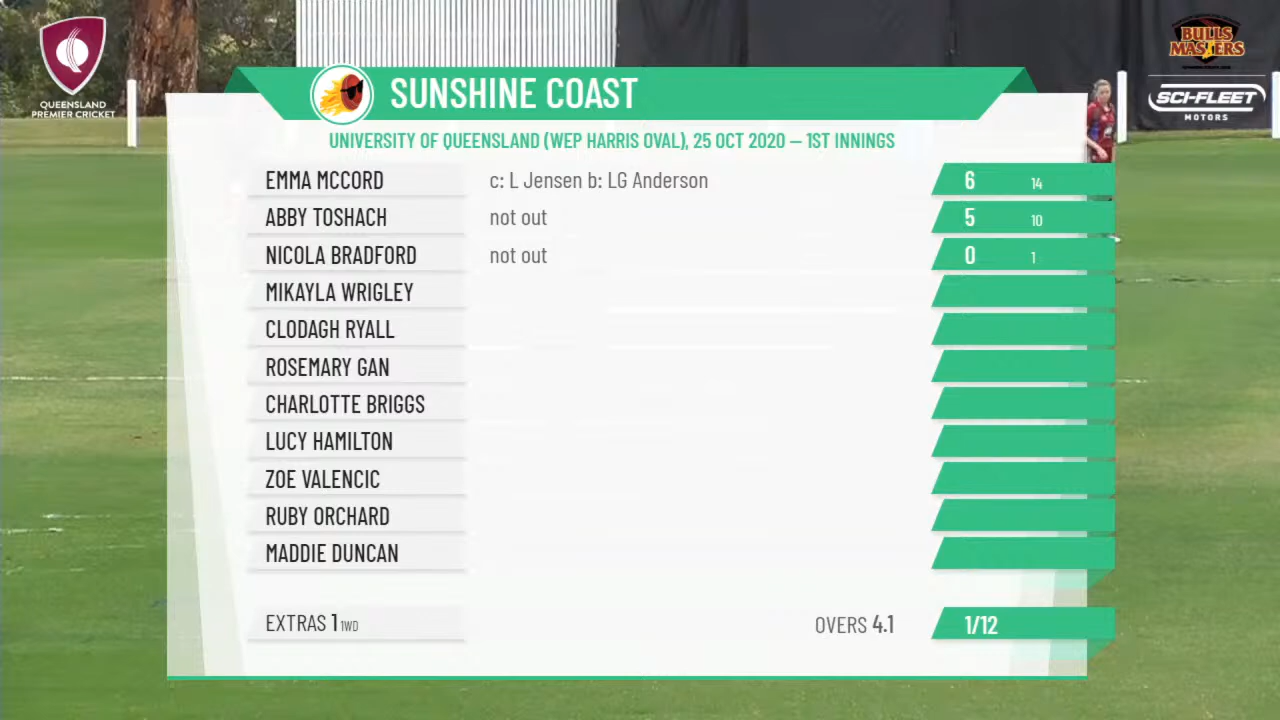 QUEENSLAND
PREMIER CRICKET
BULLS
MASTERS
SCI-FLEET
MOTORS
SUNSHINE COAST
UNIVERSITY OF QUEENSLAND (WEP HARRIS OVAL), 25 OCT 2020 – 1ST INNINGS
EMMA MCCORD c: L Jensen b: LG Anderson 6 14
ABBY TOSHACH not out 5 10
NICOLA BRADFORD not out 0 1
MIKAYLA WRIGLEY
CLODAGH RYALL
ROSEMARY GAN
CHARLOTTE BRIGGS
LUCY HAMILTON
ZOE VALENCIC
RUBY ORCHARD
MADDIE DUNCAN
EXTRAS 1 1WD OVERS 4.1 1/12